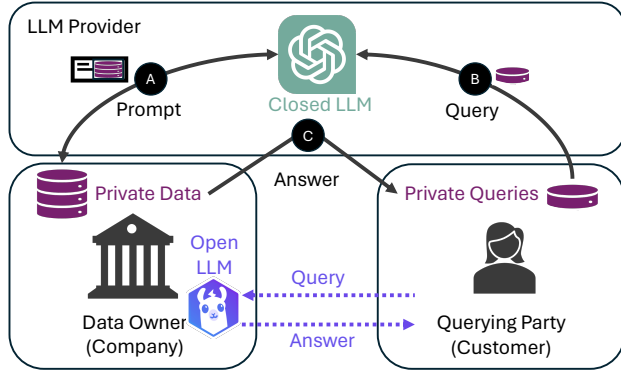 LLM Provider
A
B
Prompt
Closed LLM
Query
C
Answer
Private Data
Private Queries
Open
LLM
Query
Data Owner
(Company)
Answer
Querying Party
(Customer)